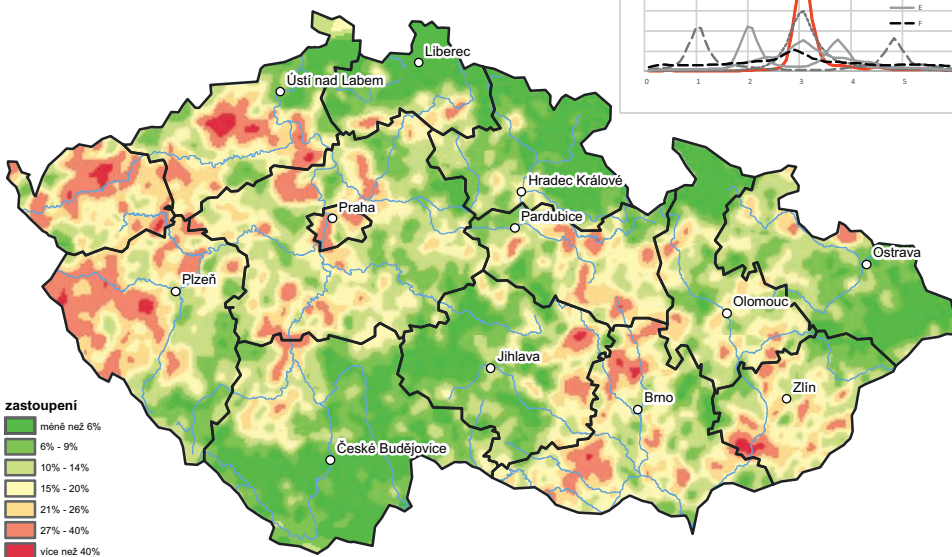 E
F
0 1 2 3 4 5
Liberec
Ústí nad Labem
Hradec Králové
Praha
Pardubice
Ostrava
Plzeň
Olomouc
Jihlava
Zlín
Brno
České Budějovice
zastoupení
méně než 6%
6% - 9%
10% - 14%
15% - 20%
21% - 26%
27% - 40%
více než 40%